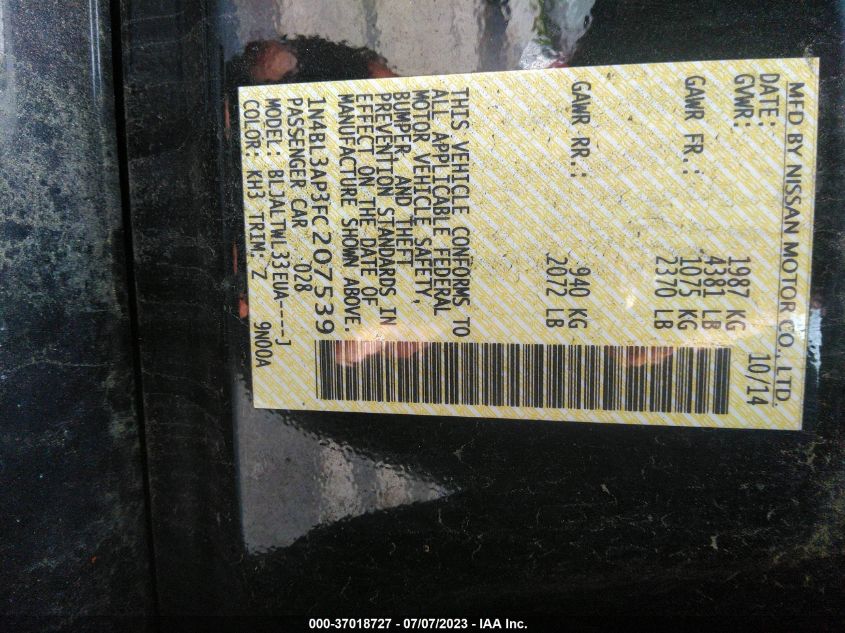 MFD BY NISSAN MOTOR CO., LTD.
DATE: 10/14
GVWR: 1987 KG
4381 LB
GAWR FR.: 1075 KG
2370 LB
GAWR RR.: 940 KG
2072 LB
THIS VEHICLE CONFORMS TO
ALL APPLICABLE FEDERAL
MOTOR VEHICLE SAFETY,
BUMPER, AND THEFT
PREVENTION STANDARDS IN
EFFECT ON THE DATE OF
MANUFACTURE SHOWN ABOVE.
1N4BL3AP3FC207539
PASSENGER CAR 028
MODEL: BLJALTWL33EUA----J
COLOR: KH3 TRIM: Z 9N00A
000-37018727 - 07/07/2023 - IAA Inc.